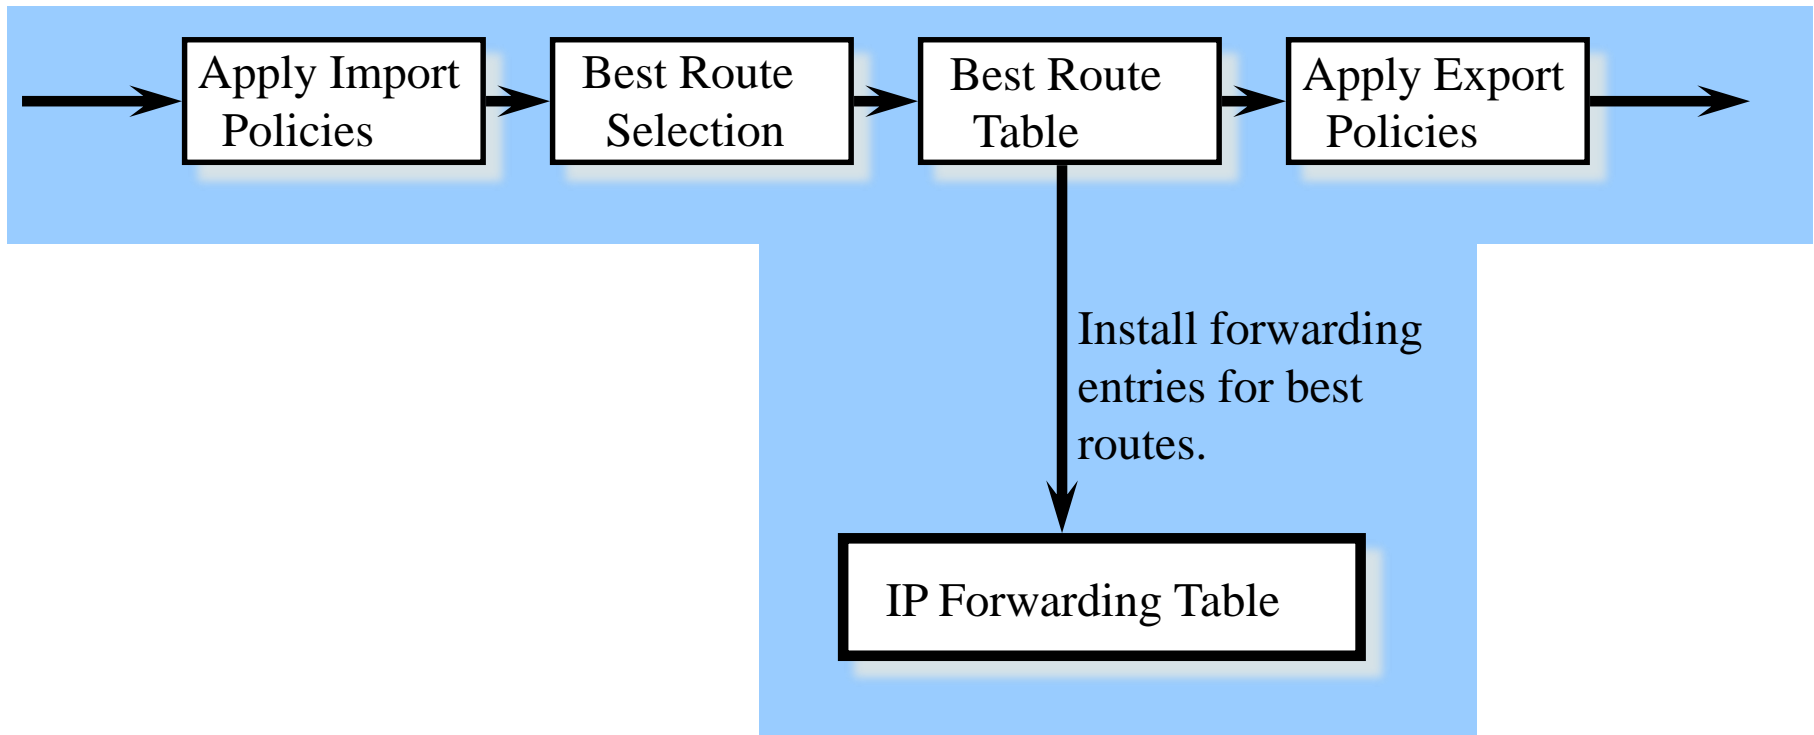 Apply Import
Policies
Best Route
Selection
Best Route
Table
Apply Export
Policies
Install forwarding
entries for best
routes.
IP Forwarding Table